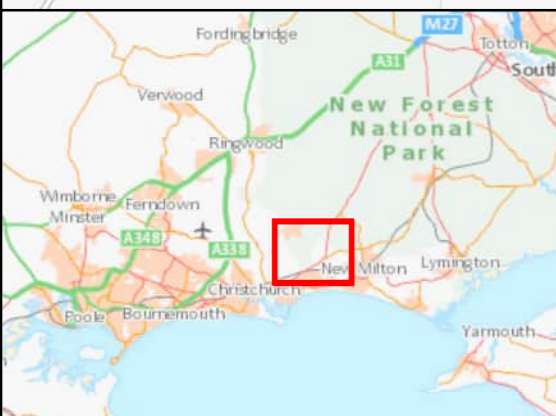 Fordingbridge
M27
Totton
A31
South
Verwood
New Forest
National
Park
Ringwood
Wimborne
Minster
Ferndown
A348
A338
New Milton
Lymington
Christchurch
Poole
Bournemouth
Yarmouth